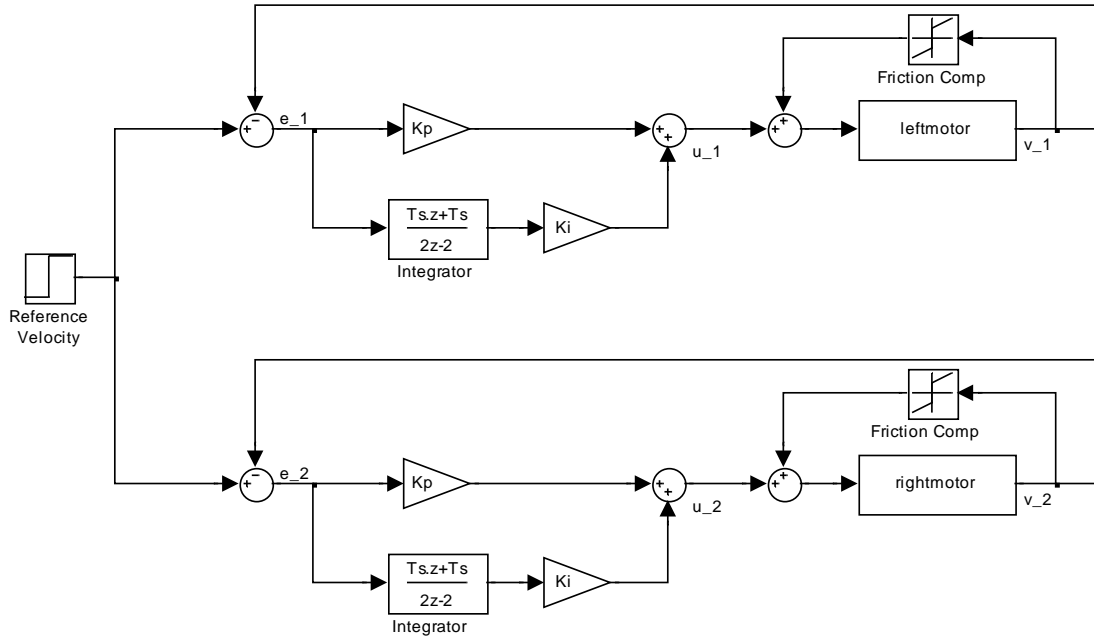 Friction Comp
e_1
Kp
u_1
leftmotor
v_1
Ts.z+Ts
2z-2
Ki
Integrator
Reference
Velocity
Friction Comp
e_2
Kp
u_2
rightmotor
v_2
Ts.z+Ts
2z-2
Ki
Integrator